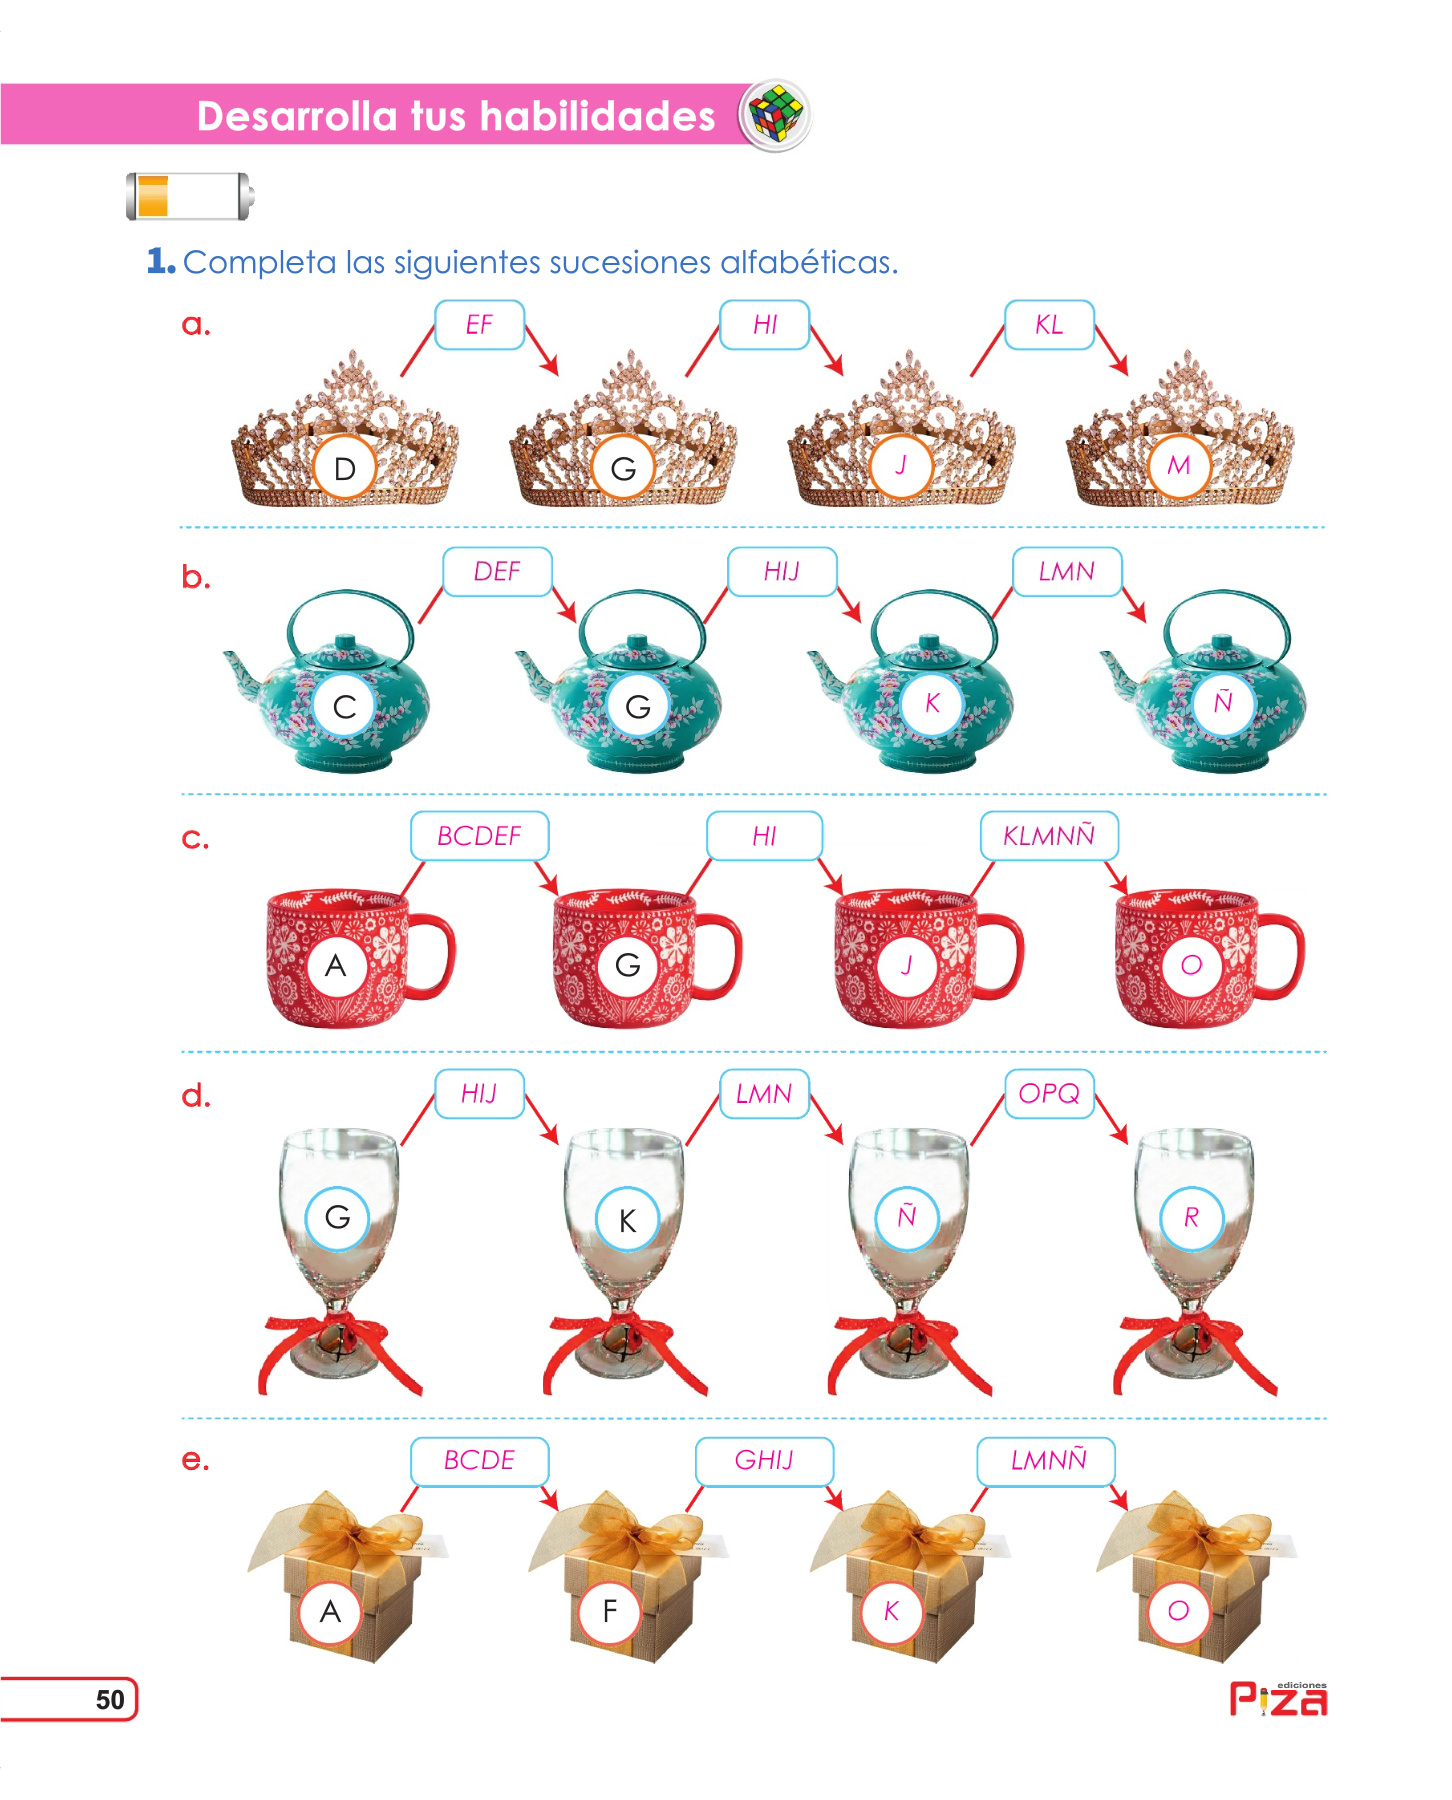 Desarrolla tus habilidades
1. Completa las siguientes sucesiones alfabéticas.
a.
EF HI KL
D G J M
b.
DEF HIJ LMN
C G K Ñ
c.
BCDEF HI KLMNÑ
A G J O
d.
HIJ LMN OPQ
G K Ñ R
e.
BCDE GHIJ LMNÑ
A F K O
50
ediciones
Piza